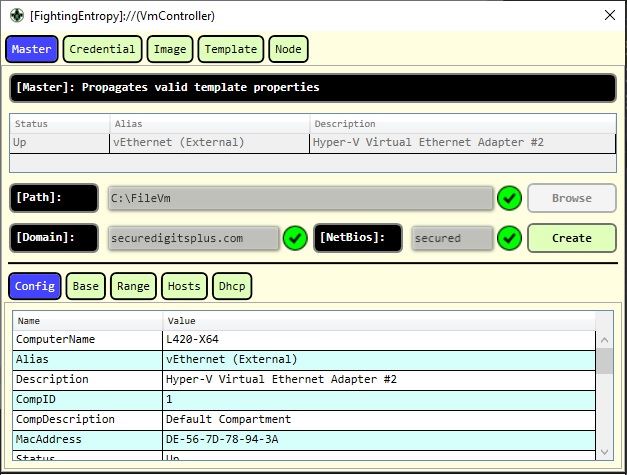 [FightingEntropy]://(VmController)
Master Credential Image Template Node
[Master]: Propagates valid template properties
Status Alias Description
Up vEthernet (External) Hyper-V Virtual Ethernet Adapter #2
[Path]: C:\FileVm Browse
[Domain]: securedigitsplus.com [NetBios]: secured Create
Config Base Range Hosts Dhcp
Name Value
ComputerName L420-X64
Alias vEthernet (External)
Description Hyper-V Virtual Ethernet Adapter #2
CompID 1
CompDescription Default Compartment
MacAddress DE-56-7D-78-94-3A
Status Up